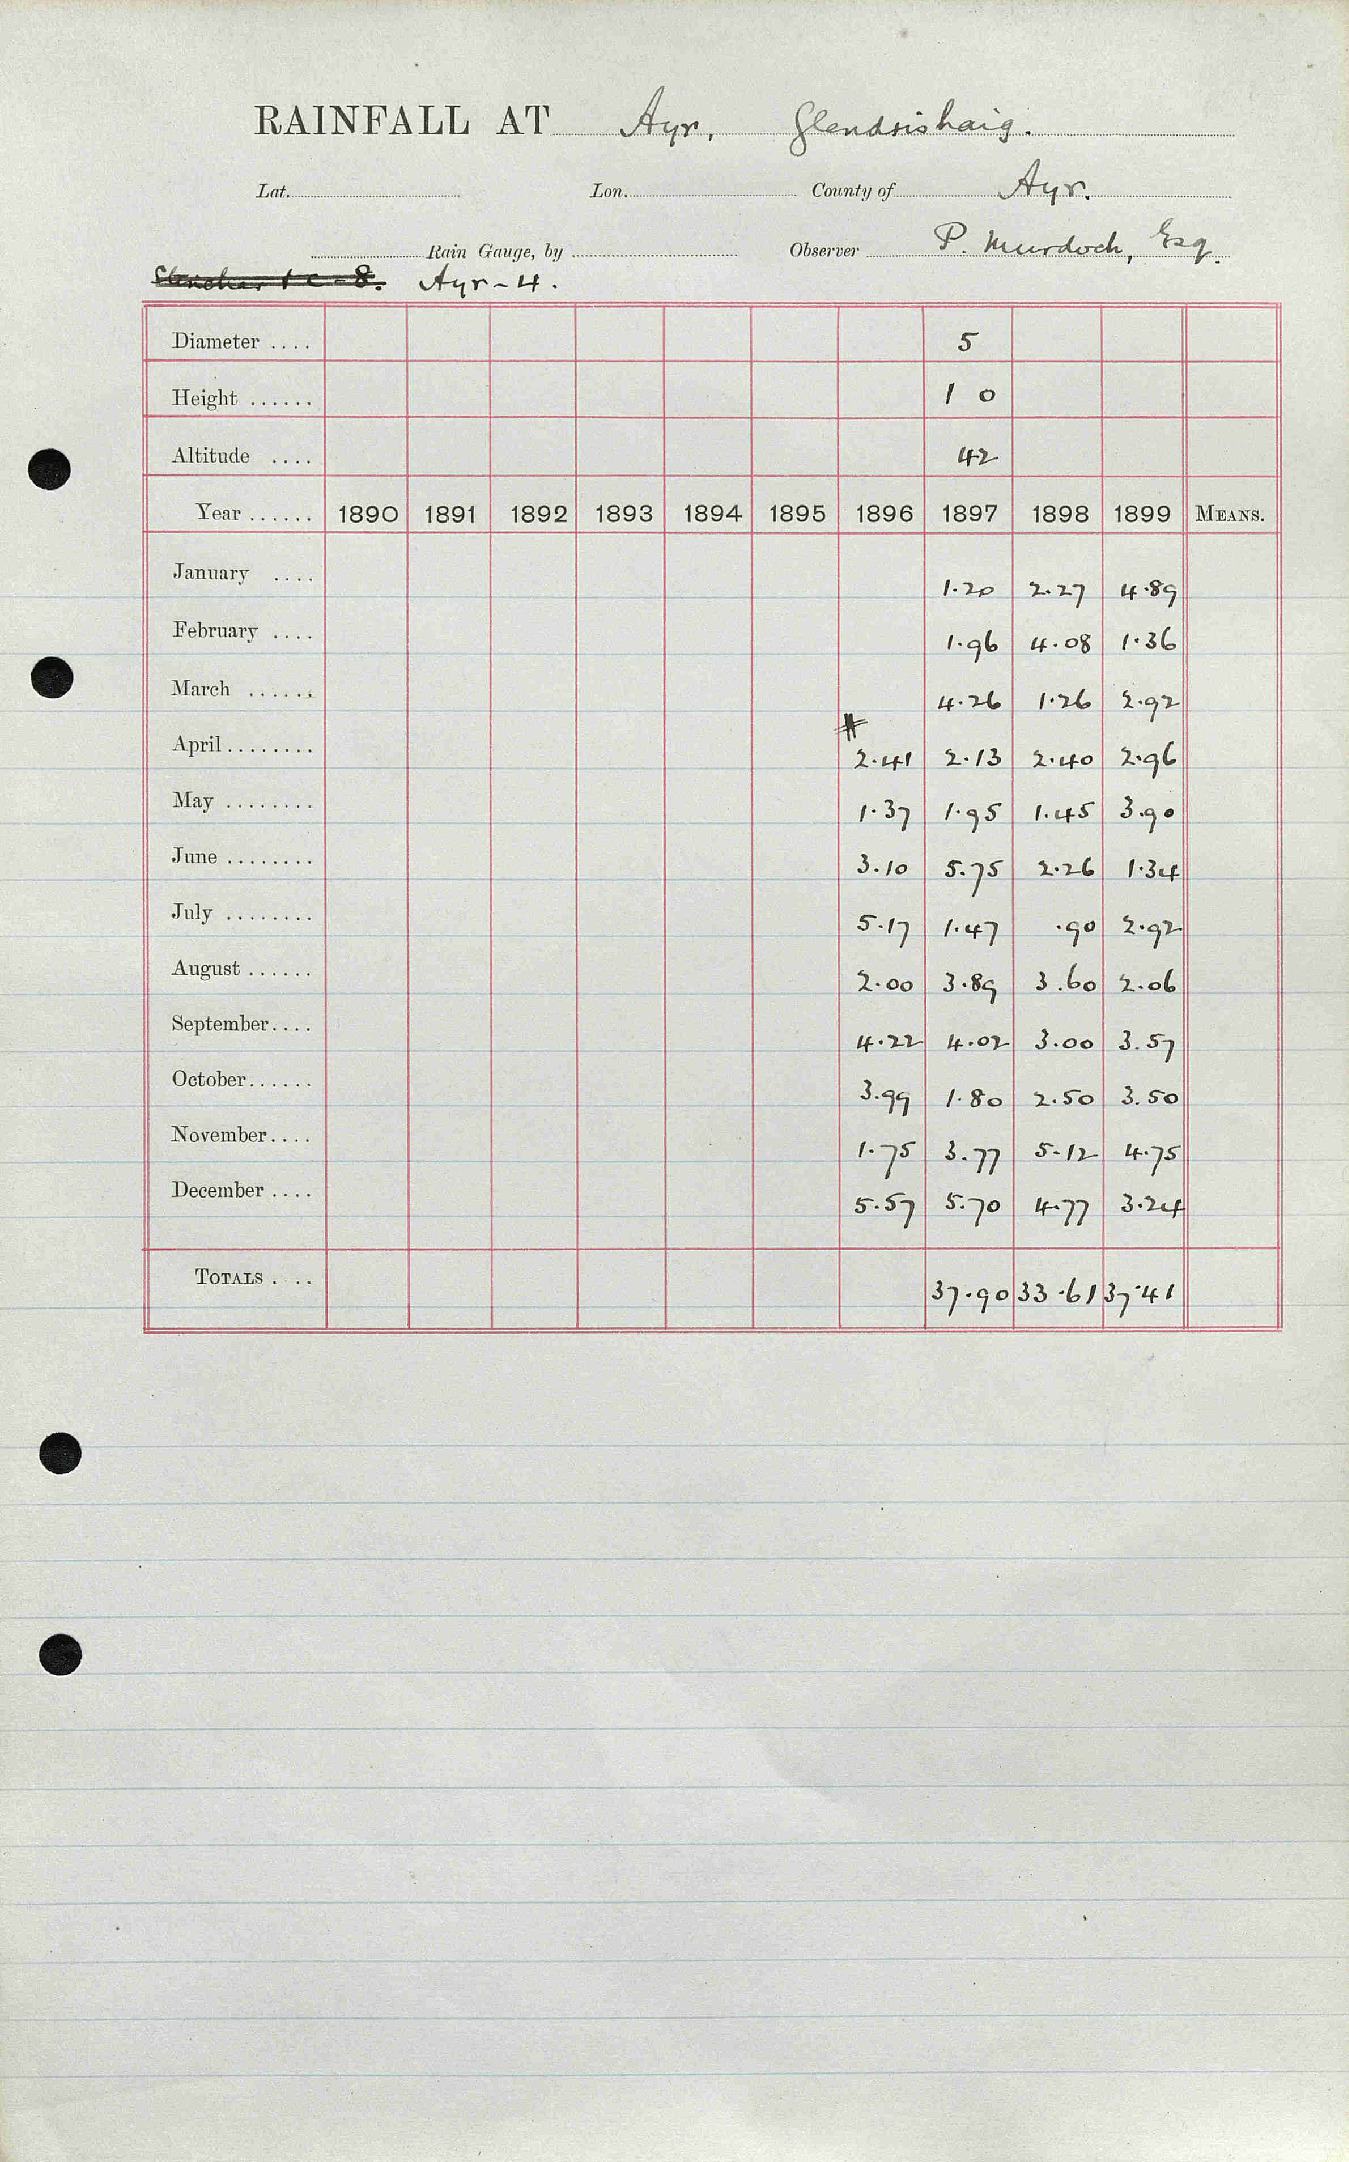 RAINFALL AT Ayr, Glendrishaig.
Lat. Lon. County of Ayr.
Rain Gauge, by Observer P. Murdoch, Esq.
Ayr-4.
Diameter .... 5
Height ...... 1 0
Altitude .... 42
Year ...... 1890 1891 1892 1893 1894 1895 1896 1897 1898 1899 MEANS.
January .... 1.20 2.27 4.89
February .... 1.96 4.08 1.36
March ...... 4.26 1.26 2.92
#
April ........ 2.41 2.13 2.40 2.96
May ........ 1.37 1.95 1.45 3.90
June ........ 3.10 5.75 2.26 1.34
July ........ 5.17 1.47 .90 2.92
August ...... 2.00 3.89 3.60 2.06
September.... 4.22 4.02 3.00 3.57
October...... 3.99 1.80 2.50 3.50
November.... 1.75 3.77 5.12 4.75
December .... 5.57 5.70 4.77 3.24
TOTALS .... 37.90 33.61 37.41